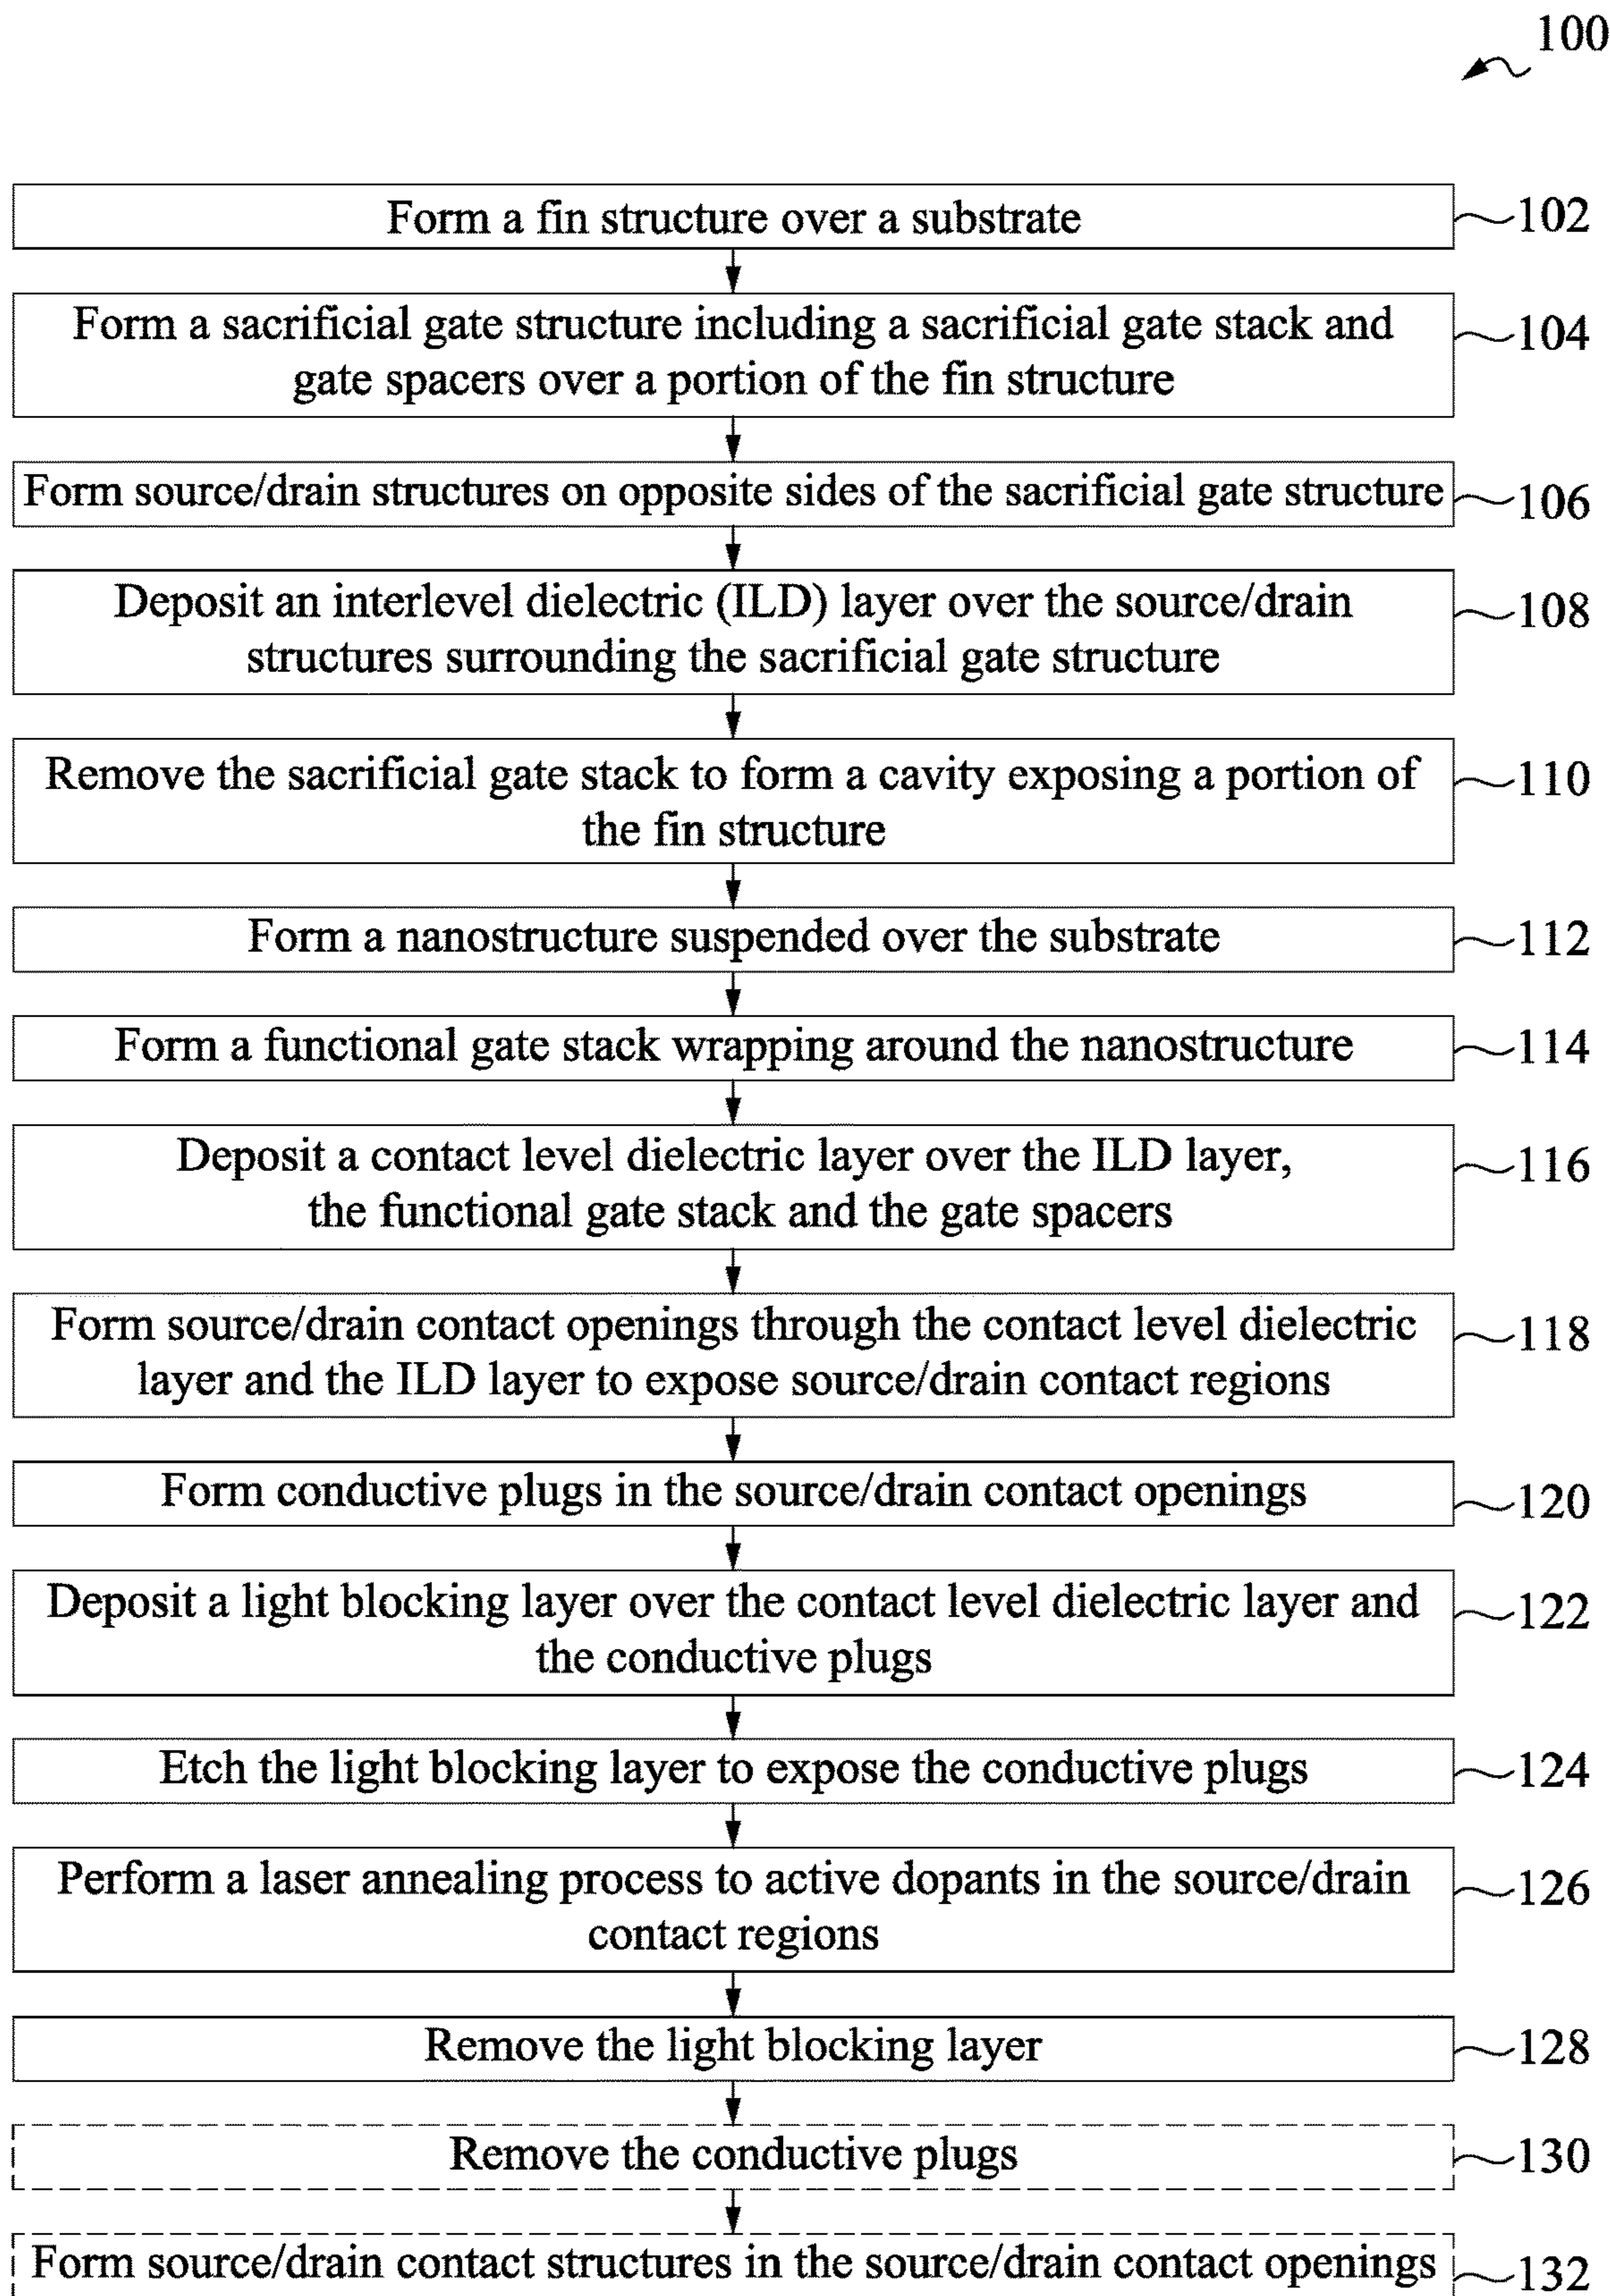 100
Form a fin structure over a substrate
102
Form a sacrificial gate structure including a sacrificial gate stack and
gate spacers over a portion of the fin structure
104
Form source/drain structures on opposite sides of the sacrificial gate structure
106
Deposit an interlevel dielectric (ILD) layer over the source/drain
structures surrounding the sacrificial gate structure
108
Remove the sacrificial gate stack to form a cavity exposing a portion of
the fin structure
110
Form a nanostructure suspended over the substrate
112
Form a functional gate stack wrapping around the nanostructure
114
Deposit a contact level dielectric layer over the ILD layer,
the functional gate stack and the gate spacers
116
Form source/drain contact openings through the contact level dielectric
layer and the ILD layer to expose source/drain contact regions
118
Form conductive plugs in the source/drain contact openings
120
Deposit a light blocking layer over the contact level dielectric layer and
the conductive plugs
122
Etch the light blocking layer to expose the conductive plugs
124
Perform a laser annealing process to active dopants in the source/drain
contact regions
126
Remove the light blocking layer
128
Remove the conductive plugs
130
Form source/drain contact structures in the source/drain contact openings
132